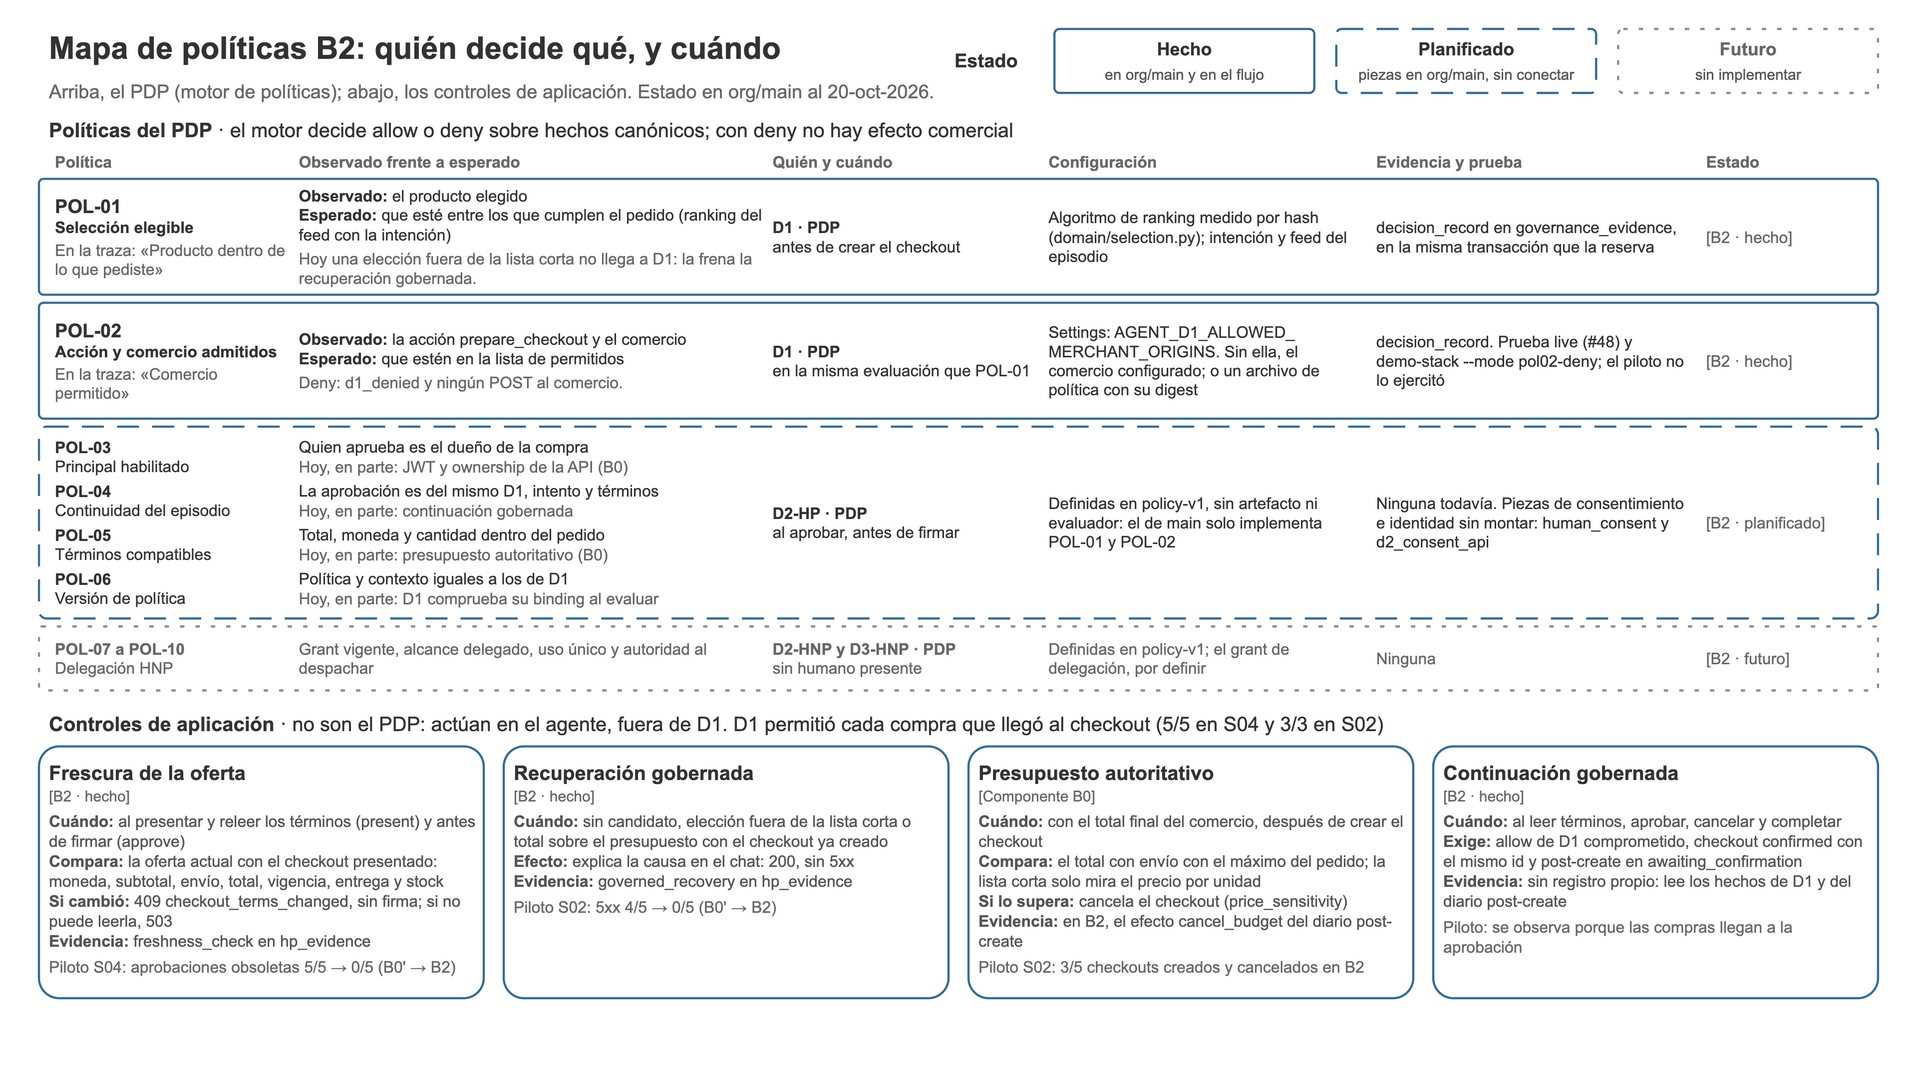 Mapa de políticas B2: quién decide qué, y cuándo
Arriba, el PDP (motor de políticas); abajo, los controles de aplicación. Estado en org/main al 20-oct-2026.
Estado
Hecho
en org/main y en el flujo
Planificado
piezas en org/main, sin conectar
Futuro
sin implementar
Políticas del PDP · el motor decide allow o deny sobre hechos canónicos; con deny no hay efecto comercial
Política
Observado frente a esperado
Quién y cuándo
Configuración
Evidencia y prueba
Estado
POL-01
Selección elegible
En la traza: «Producto dentro de
lo que pediste»
Observado: el producto elegido
Esperado: que esté entre los que cumplen el pedido (ranking del
feed con la intención)
Hoy una elección fuera de la lista corta no llega a D1: la frena la
recuperación gobernada.
D1 · PDP
antes de crear el checkout
Algoritmo de ranking medido por hash
(domain/selection.py); intención y feed del
episodio
decision_record en governance_evidence,
en la misma transacción que la reserva
[B2 · hecho]
POL-02
Acción y comercio admitidos
En la traza: «Comercio
permitido»
Observado: la acción prepare_checkout y el comercio
Esperado: que estén en la lista de permitidos
Deny: d1_denied y ningún POST al comercio.
D1 · PDP
en la misma evaluación que POL-01
Settings: AGENT_D1_ALLOWED_
MERCHANT_ORIGINS. Sin ella, el
comercio configurado; o un archivo de
política con su digest
decision_record. Prueba live (#48) y
demo-stack --mode pol02-deny; el piloto no
lo ejercitó
[B2 · hecho]
POL-03
Principal habilitado
Quien aprueba es el dueño de la compra
Hoy, en parte: JWT y ownership de la API (B0)
POL-04
Continuidad del episodio
La aprobación es del mismo D1, intento y términos
Hoy, en parte: continuación gobernada
POL-05
Términos compatibles
Total, moneda y cantidad dentro del pedido
Hoy, en parte: presupuesto autoritativo (B0)
POL-06
Versión de política
Política y contexto iguales a los de D1
Hoy, en parte: D1 comprueba su binding al evaluar
D2-HP · PDP
al aprobar, antes de firmar
Definidas en policy-v1, sin artefacto ni
evaluador: el de main solo implementa
POL-01 y POL-02
Ninguna todavía. Piezas de consentimiento
e identidad sin montar: human_consent y
d2_consent_api
[B2 · planificado]
POL-07 a POL-10
Delegación HNP
Grant vigente, alcance delegado, uso único y autoridad al
despachar
D2-HNP y D3-HNP · PDP
sin humano presente
Definidas en policy-v1; el grant de
delegación, por definir
Ninguna
[B2 · futuro]
Controles de aplicación · no son el PDP: actúan en el agente, fuera de D1. D1 permitió cada compra que llegó al checkout (5/5 en S04 y 3/3 en S02)
Frescura de la oferta
[B2 · hecho]
Cuándo: al presentar y releer los términos (present) y antes
de firmar (approve)
Compara: la oferta actual con el checkout presentado:
moneda, subtotal, envío, total, vigencia, entrega y stock
Si cambió: 409 checkout_terms_changed, sin firma; si no
puede leerla, 503
Evidencia: freshness_check en hp_evidence
Piloto S04: aprobaciones obsoletas 5/5 → 0/5 (B0' → B2)
Recuperación gobernada
[B2 · hecho]
Cuándo: sin candidato, elección fuera de la lista corta o
total sobre el presupuesto con el checkout ya creado
Efecto: explica la causa en el chat: 200, sin 5xx
Evidencia: governed_recovery en hp_evidence
Piloto S02: 5xx 4/5 → 0/5 (B0' → B2)
Presupuesto autoritativo
[Componente B0]
Cuándo: con el total final del comercio, después de crear el
checkout
Compara: el total con envío con el máximo del pedido; la
lista corta solo mira el precio por unidad
Si lo supera: cancela el checkout (price_sensitivity)
Evidencia: en B2, el efecto cancel_budget del diario post-
create
Piloto S02: 3/5 checkouts creados y cancelados en B2
Continuación gobernada
[B2 · hecho]
Cuándo: al leer términos, aprobar, cancelar y completar
Exige: allow de D1 comprometido, checkout confirmed con
el mismo id y post-create en awaiting_confirmation
Evidencia: sin registro propio: lee los hechos de D1 y del
diario post-create
Piloto: se observa porque las compras llegan a la
aprobación